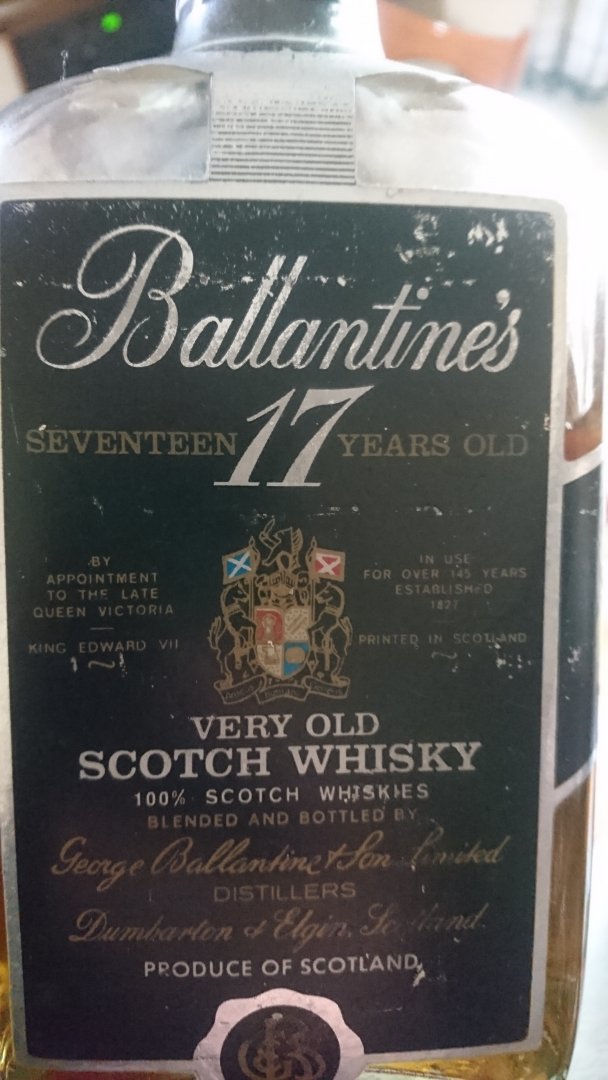 Ballantine's
SEVENTEEN 17 YEARS OLD
BY
APPOINTMENT
TO THE LATE
QUEEN VICTORIA
KING EDWARD VII
IN USE
FOR OVER 145 YEARS
ESTABLISHED
1827
PRINTED IN SCOTLAND
VERY OLD
SCOTCH WHISKY
100% SCOTCH WHISKIES
BLENDED AND BOTTLED BY
George Ballantine & Son Limited
DISTILLERS
Dumbarton & Elgin, Scotland
PRODUCE OF SCOTLAND